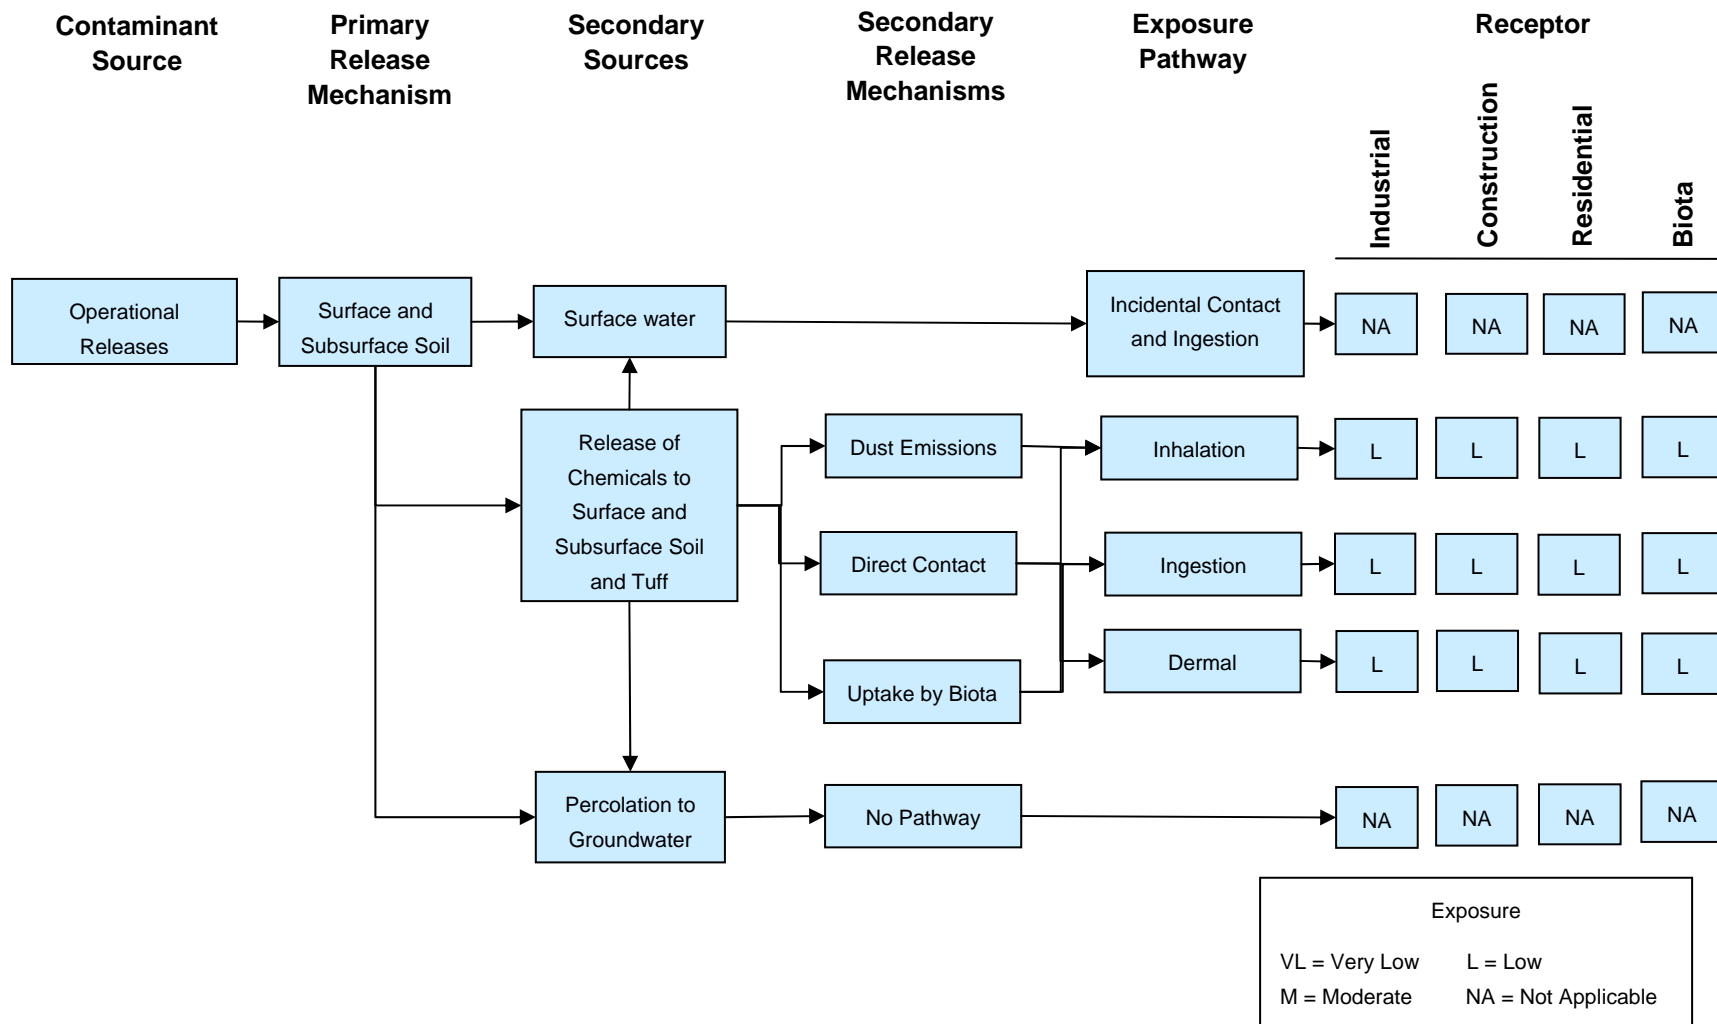 Contaminant
Source
Primary
Release
Mechanism
Secondary
Sources
Secondary
Release
Mechanisms
Exposure
Pathway
Receptor
Industrial
Construction
Residential
Biota
Operational
Releases
Surface and
Subsurface Soil
Surface water
Incidental Contact
and Ingestion
NA
NA
NA
NA
Release of
Chemicals to
Surface and
Subsurface Soil
and Tuff
Dust Emissions
Inhalation
L
L
L
L
Direct Contact
Ingestion
L
L
L
L
Uptake by Biota
Dermal
L
L
L
L
Percolation to
Groundwater
No Pathway
NA
NA
NA
NA
Exposure
VL = Very Low L = Low
M = Moderate NA = Not Applicable